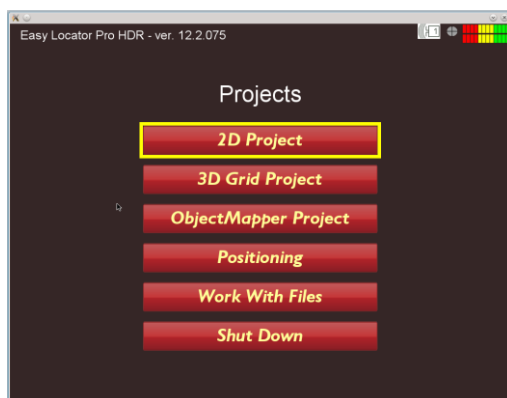 Easy Locator Pro HDR - ver. 12.2.075
1
Projects
2D Project
3D Grid Project
ObjectMapper Project
Positioning
Work With Files
Shut Down